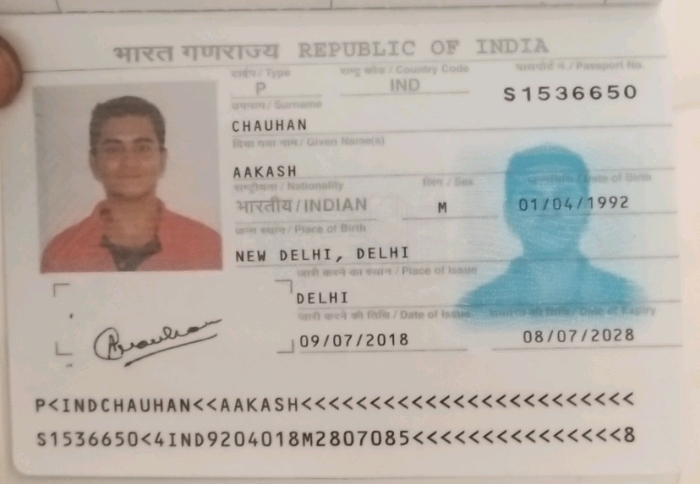 भारत गणराज्य REPUBLIC OF INDIA
टाईप / Type राष्ट्र कोड / Country Code पासपोर्ट नं. / Passport No.
P IND S1536650
उपनाम / Surname
CHAUHAN
दिया गया नाम / Given Name(s)
AAKASH
राष्ट्रीयता / Nationality लिंग / Sex जन्मतिथि / Date of Birth
भारतीय / INDIAN M 01/04/1992
जन्म स्थान / Place of Birth
NEW DELHI, DELHI
जारी करने का स्थान / Place of Issue
DELHI
जारी करने की तिथि / Date of Issue समाप्ति की तिथि / Date of Expiry
09/07/2018 08/07/2028
Achauhan
P<INDCHAUHAN<<AAKASH<<<<<<<<<<<<<<<<<<<<<<<<
S1536650<4IND9204018M2807085<<<<<<<<<<<<<<<8